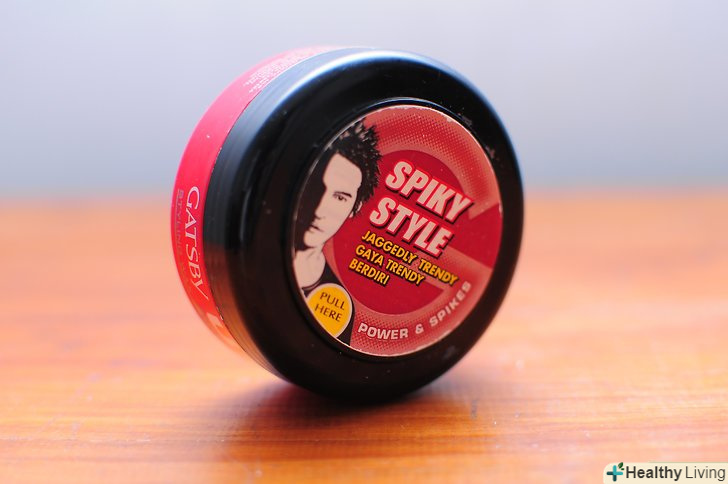 GATSBY
SPIKY
STYLE
JAGGEDLY TRENDY
GAYA TRENDY
BERDIRI
PULL
HERE
POWER & SPIKES
Healthy Living